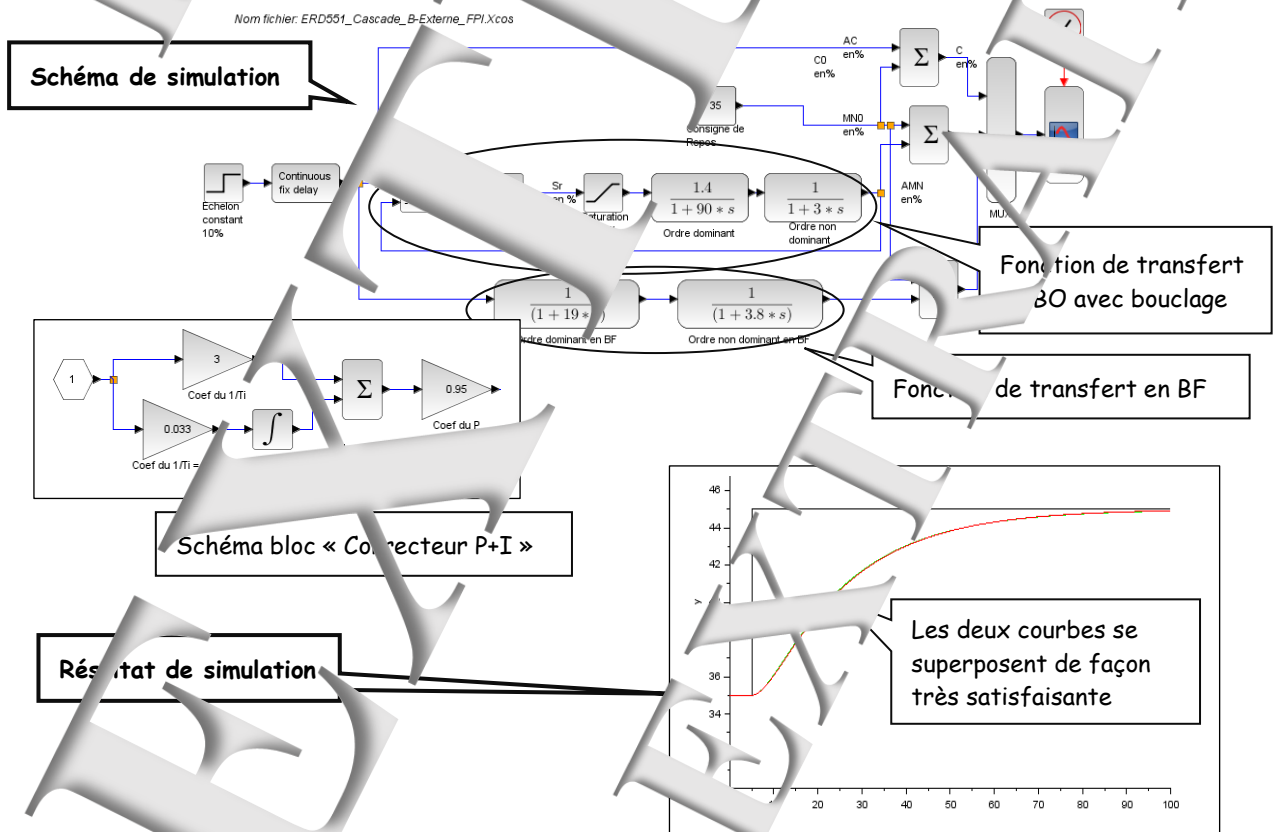 Nom fichier: ERD551_Cascade_B-Externe_FPI.Xcos
Schéma de simulation
AC
en%
C0
en%
C
en%
35
Consigne de
Repos
MN0
en%
Continuous
fix delay
Echelon
constant
10%
Sr
en %
1.4
1 + 90 * s
Ordre dominant
1
1 + 3 * s
Ordre non
dominant
AMN
en%
Σ
Σ
Fonction de transfert
BO avec bouclage
1
(1 + 19 *
Ordre dominant en BF
1
(1 + 3.8 * s)
Ordre non dominant en BF
de transfert en BF
1
3
Coef du 1/Ti
0.033
Coef du 1/Ti =
∫
Σ
0.95
Coef du P
Schéma bloc « Correcteur P+I »
Résultat de simulation
46
44
42
36
34
y
20
30
40
50
60
70
80
90
100
Les deux courbes se
superposent de façon
très satisfaisante